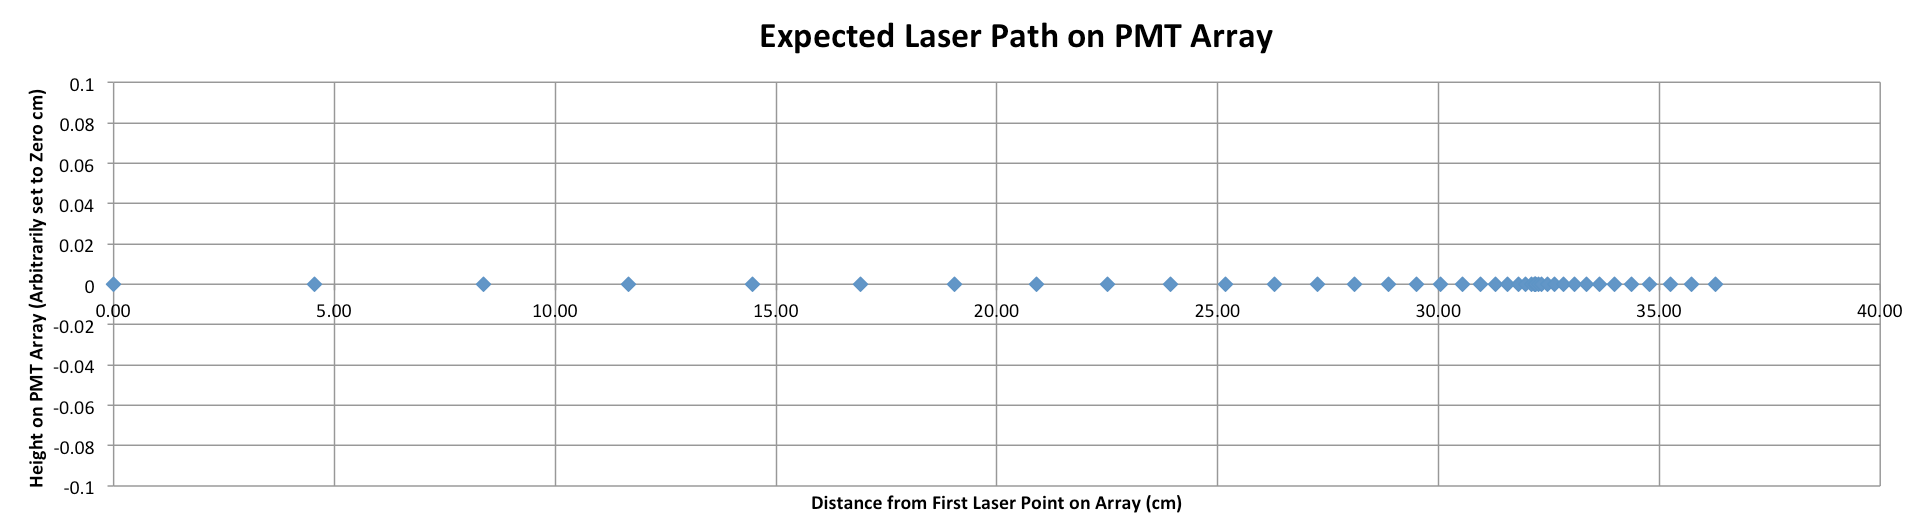 Expected Laser Path on PMT Array
Height on PMT Array (Arbitrarily set to Zero cm)
0.1
0.08
0.06
0.04
0.02
0
-0.02
-0.04
-0.06
-0.08
-0.1
0.00 5.00 10.00 15.00 20.00 25.00 30.00 35.00 40.00
Distance from First Laser Point on Array (cm)